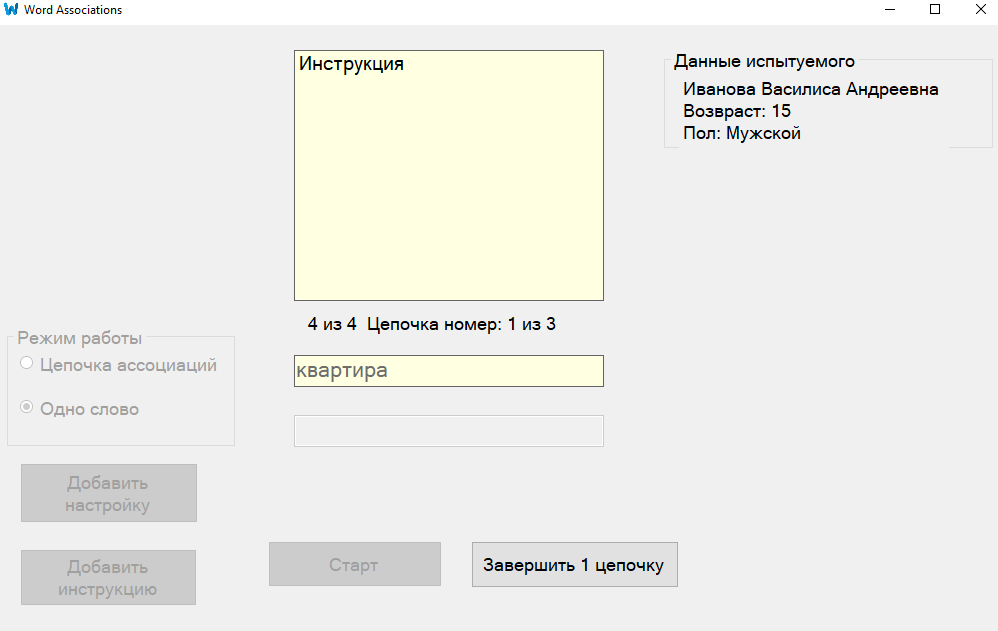 Word Associations
Инструкция
Данные испытуемого
Иванова Василиса Андреевна
Возвраст: 15
Пол: Мужской
4 из 4 Цепочка номер: 1 из 3
Режим работы
Цепочка ассоциаций
Одно слово
квартира
Добавить
настройку
Добавить
инструкцию
Старт
Завершить 1 цепочку